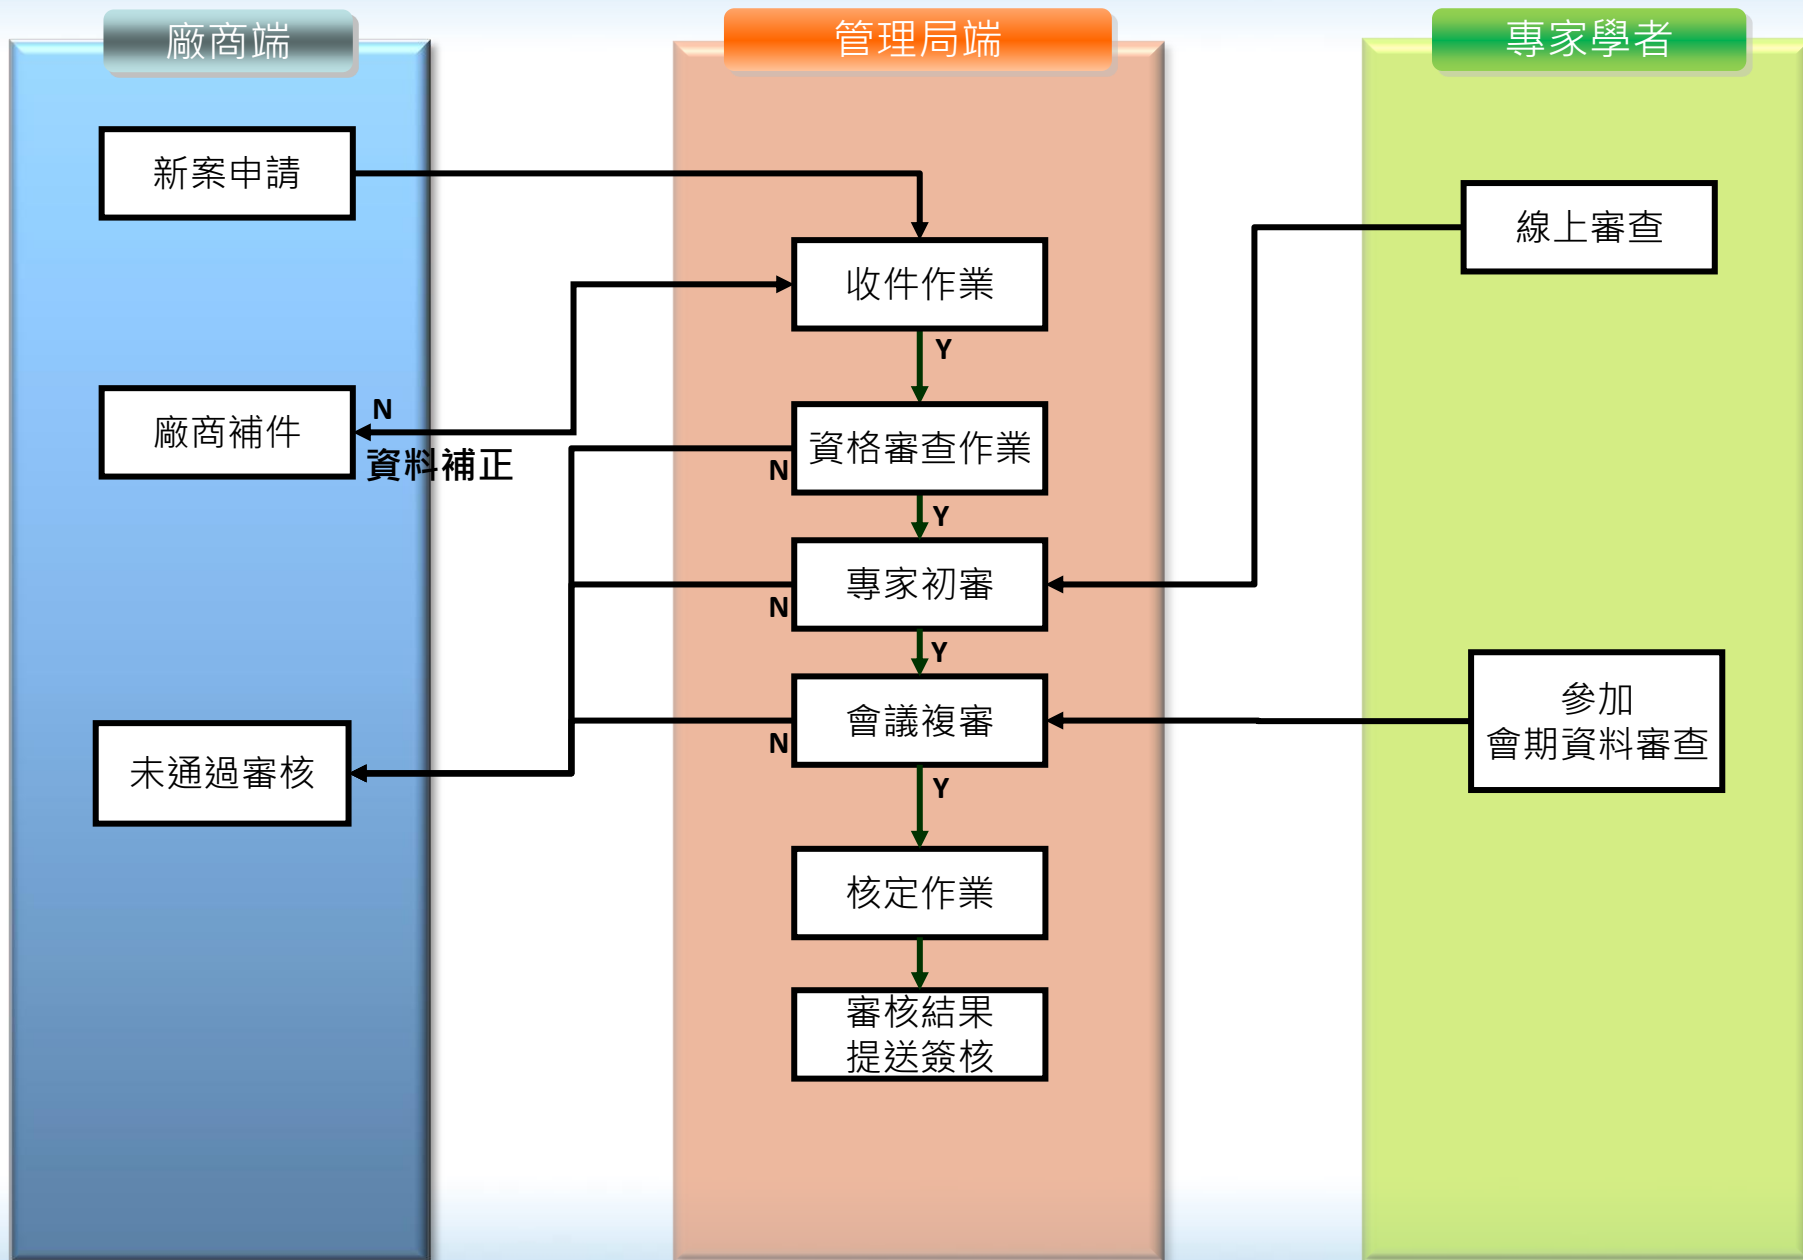 廠商端
管理局端
專家學者
新案申請
線上審查
收件作業
Y
廠商補件
N
資料補正
資格審查作業
N
Y
專家初審
N
Y
會議複審
N
Y
參加
會期資料審查
未通過審核
核定作業
審核結果
提送簽核